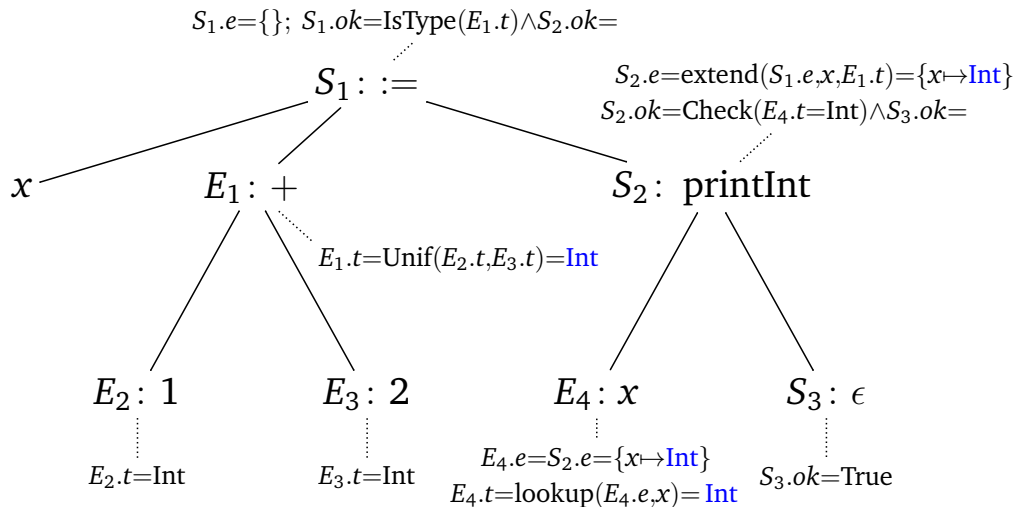 S₁.e={}; S₁.ok=IsType(E₁.t)∧S₂.ok=
S₁: :=
S₂.e=extend(S₁.e,x,E₁.t)={x↦Int}
S₂.ok=Check(E₄.t=Int)∧S₃.ok=
x
E₁: +
S₂: printInt
E₁.t=Unif(E₂.t,E₃.t)=Int
E₂: 1
E₃: 2
E₄: x
S₃: ϵ
E₂.t=Int
E₃.t=Int
E₄.e=S₂.e={x↦Int}
E₄.t=lookup(E₄.e,x)= Int
S₃.ok=True